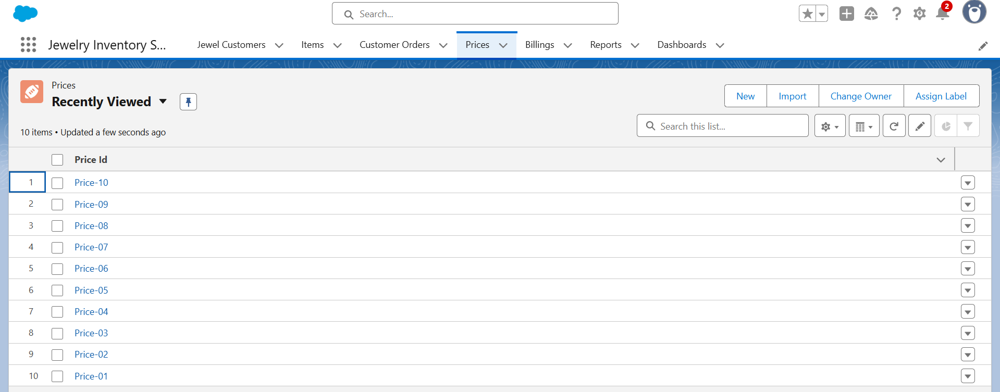 Search...
2
Jewelry Inventory S...
Jewel Customers
Items
Customer Orders
Prices
Billings
Reports
Dashboards
Prices
Recently Viewed
New
Import
Change Owner
Assign Label
10 items • Updated a few seconds ago
Search this list...
Price Id
1 Price-10
2 Price-09
3 Price-08
4 Price-07
5 Price-06
6 Price-05
7 Price-04
8 Price-03
9 Price-02
10 Price-01